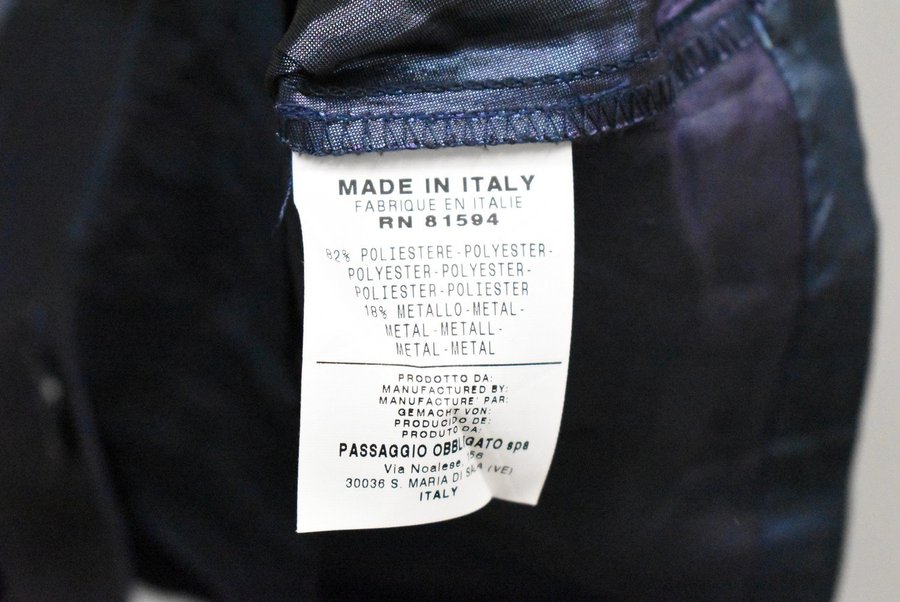 MADE IN ITALY
FABRIQUE EN ITALIE
RN 81594
82% POLIESTERE-POLYESTER-
POLYESTER-POLYESTER-
POLIESTER-POLIESTER
18% METALLO-METAL-
METAL-METALL-
METAL-METAL
PRODOTTO DA:
MANUFACTURED BY:
MANUFACTURE' PAR:
GEMACHT VON:
PRODUCIDO DE:
PRODUTO DA:
PASSAGGIO OBBLIGATO spa
Via Noalese,
30036 S. MARIA DI SALA (VE)
ITALY